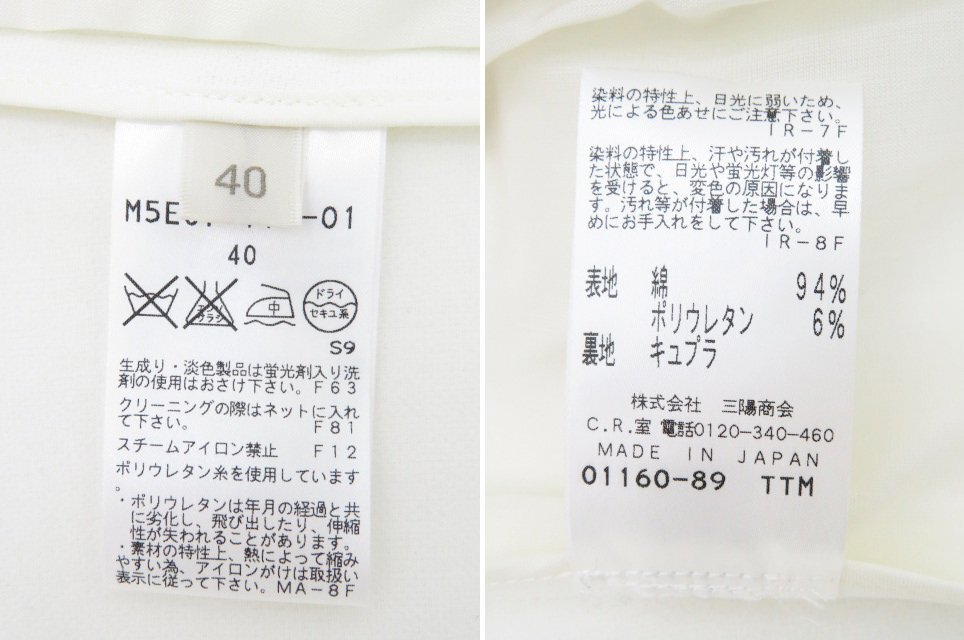 40
M5E
-01
40
中
ドライ
セキユ系
エンソ
サラシ
S9
生成り・淡色製品は蛍光剤入り洗
剤の使用はおさけ下さい。F63
クリーニングの際はネットに入れ
て下さい。 F81
スチームアイロン禁止 F12
ポリウレタン糸を使用しています
。
・ポリウレタンは年月の経過と共
に劣化し、飛び出したり、伸縮
性が失われることがあります。
・素材の特性上、熱によって縮み
やすい為、アイロンがけは取扱い
表示に従って下さい。MA-8F
染料の特性上、日光に弱いため、
光による色あせにご注意下さい。
IR-7F
染料の特性上、汗や汚れが付着し
た状態で、日光や蛍光灯等の影響
を受けると、変色の原因になりま
す。汚れ等が付着した場合は、早
めにお手入れをして下さい。
IR-8F
表地 綿 94%
ポリウレタン 6%
裏地 キュプラ
株式会社 三陽商会
C.R.室 電話0120-340-460
MADE IN JAPAN
01160-89 TTM